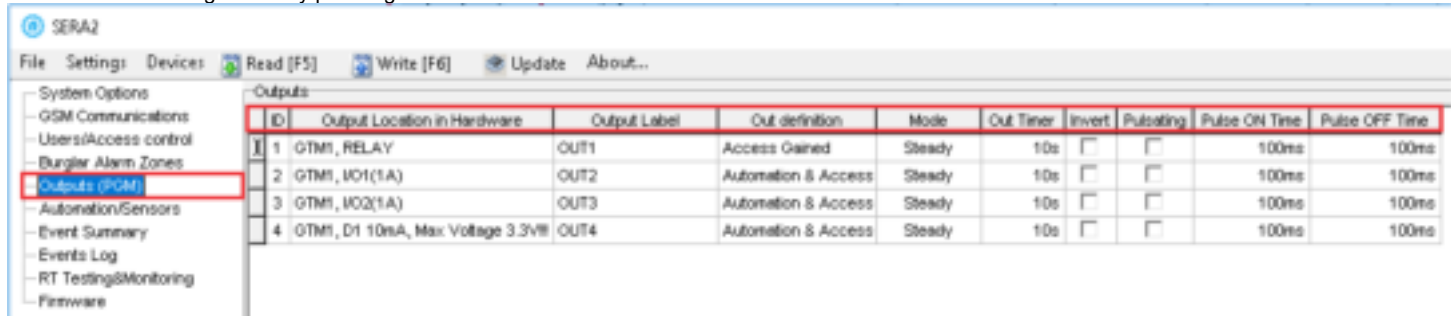 SERA2
File Settings Devices Read [F5] Write [F6] Update About...
System Options
GSM Communications
Users/Access control
Burglar Alarm Zones
Outputs (PGM)
Automation/Sensors
Event Summary
Events Log
RT Testing&Monitoring
Firmware
Outputs
ID Output Location in Hardware Output Label Out definition Mode Out Timer Invert Pulsating Pulse ON Time Pulse OFF Time
1 GTM1, RELAY OUT1 Access Gained Steady 10s 100ms 100ms
2 GTM1, I/O1(1A) OUT2 Automation & Access Steady 10s 100ms 100ms
3 GTM1, I/O2(1A) OUT3 Automation & Access Steady 10s 100ms 100ms
4 GTM1, D1 10mA, Max Voltage 3.3V!!! OUT4 Automation & Access Steady 10s 100ms 100ms